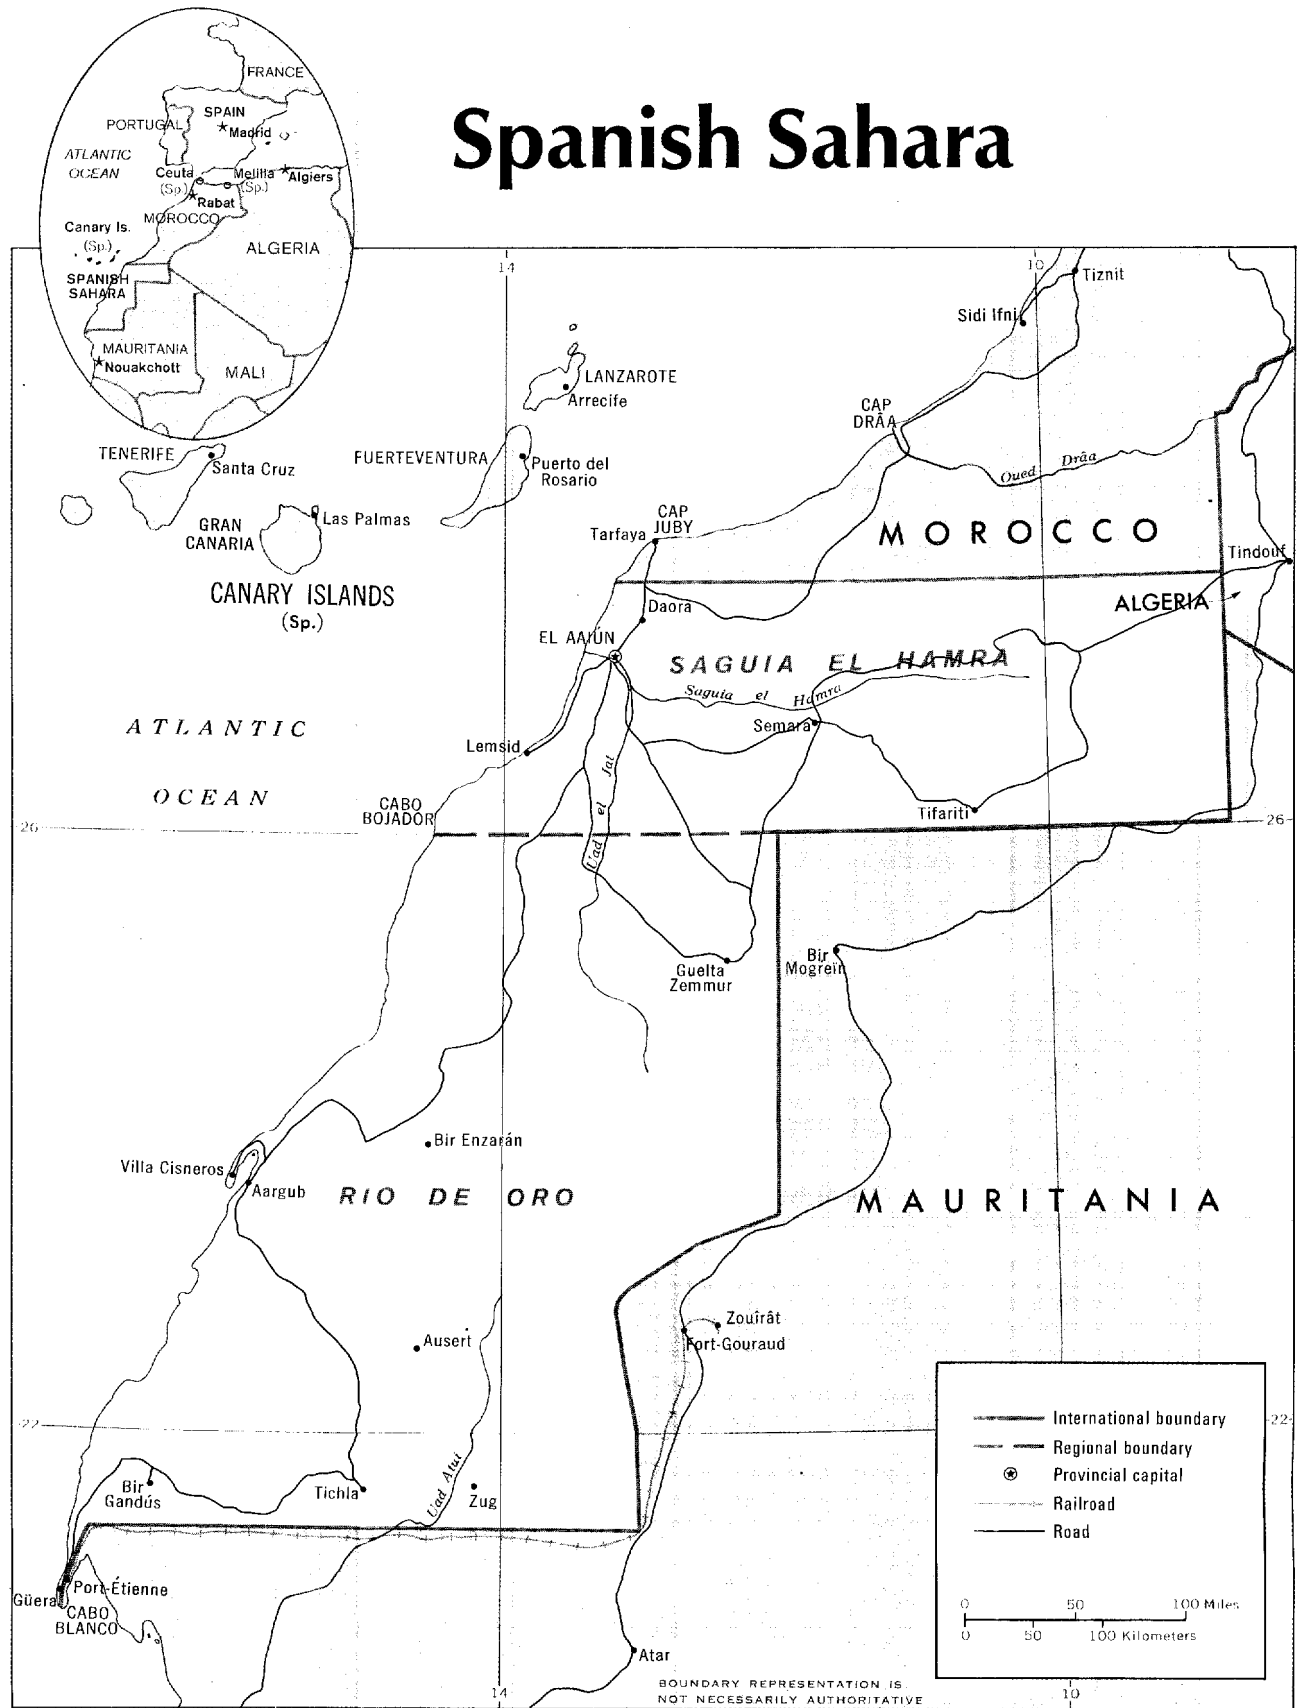 Spanish Sahara
FRANCE
SPAIN
PORTUGAL
Madrid
ATLANTIC
OCEAN
Ceuta
(Sp.)
Melilla
(Sp.)
Algiers
Rabat
MOROCCO
Canary Is.
(Sp.)
ALGERIA
SPANISH
SAHARA
MAURITANIA
Nouakchott
MALI
14
10
Tiznit
Sidi Ifni
LANZAROTE
Arrecife
CAP
DRÂA
TENERIFE
Santa Cruz
FUERTEVENTURA
Puerto del
Rosario
Oued Drâa
GRAN
CANARIA
Las Palmas
CAP
JUBY
Tarfaya
MOROCCO
Tindouf
CANARY ISLANDS
(Sp.)
Daora
ALGERIA
EL AAIÚN
SAGUIA EL HAMRA
Saguia el Hamra
ATLANTIC
OCEAN
Semara
Lemsid
Uad el Jat
CABO
BOJADOR
Tifariti
26
26
Guelta
Zemmur
Bir
Mogreïn
Bir Enzarán
Villa Cisneros
Aargub
RIO DE ORO
MAURITANIA
Zouîrât
Fort-Gouraud
Ausert
22
22
International boundary
Regional boundary
Provincial capital
Railroad
Road
0 50 100 Miles
0 50 100 Kilometers
Bir
Gandús
Tichla
Uad Atui
Zug
Port-Étienne
Güera
CABO
BLANCO
Atar
14
10
BOUNDARY REPRESENTATION IS
NOT NECESSARILY AUTHORITATIVE